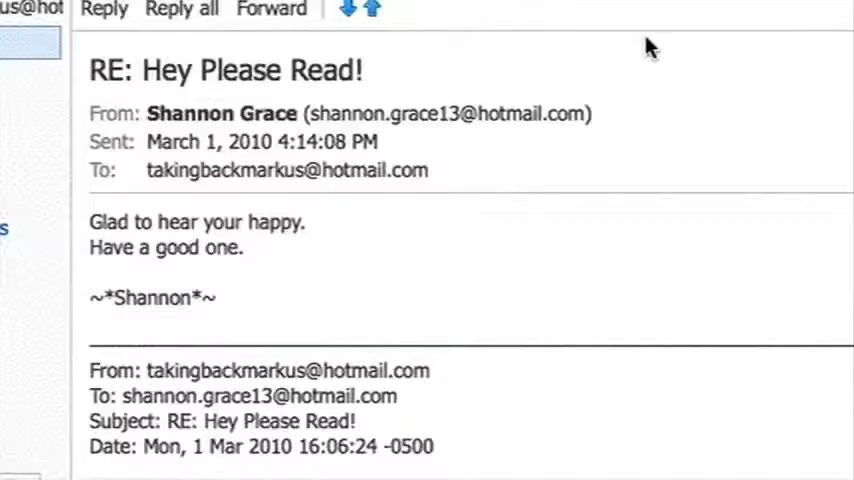 us@hot Reply Reply all Forward
RE: Hey Please Read!
From: Shannon Grace (shannon.grace13@hotmail.com)
Sent: March 1, 2010 4:14:08 PM
To: takingbackmarkus@hotmail.com
s
Glad to hear your happy.
Have a good one.
~*Shannon*~
From: takingbackmarkus@hotmail.com
To: shannon.grace13@hotmail.com
Subject: RE: Hey Please Read!
Date: Mon, 1 Mar 2010 16:06:24 -0500